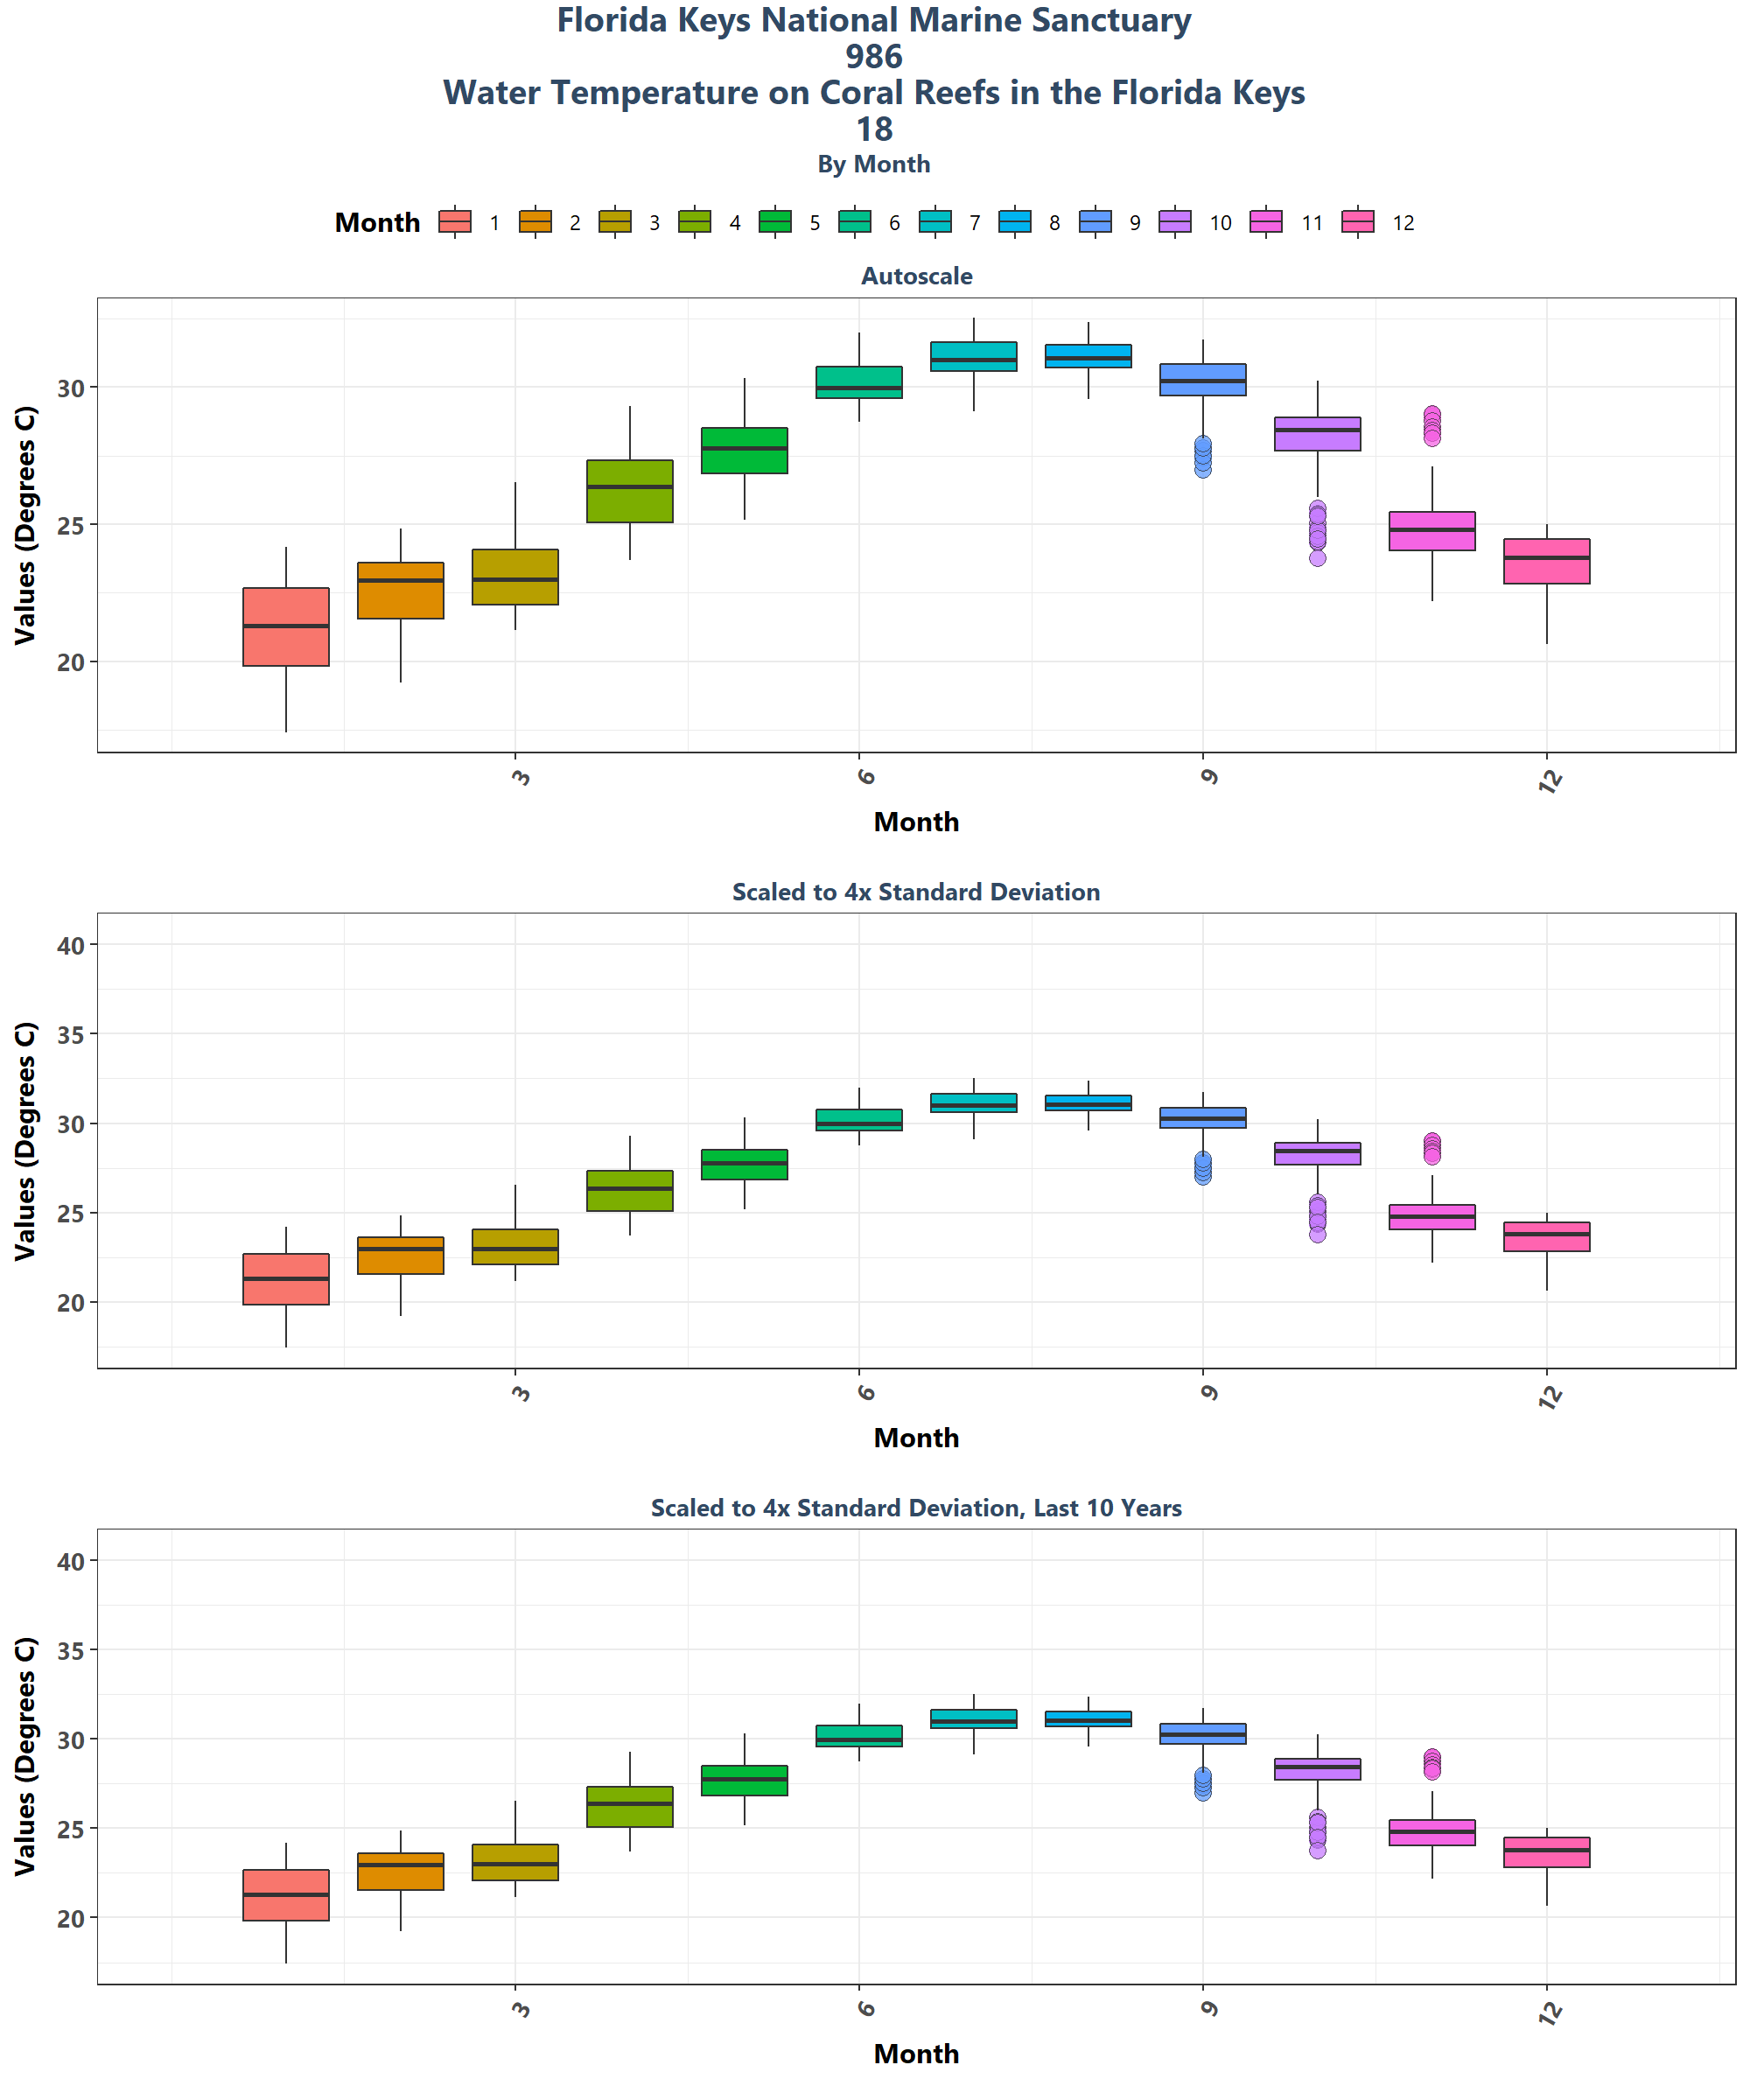 Florida Keys National Marine Sanctuary
986
Water Temperature on Coral Reefs in the Florida Keys
18
By Month
Month 1 2 3 4 5 6 7 8 9 10 11 12
Autoscale
Values (Degrees C)
30
25
20
3 6 9 12
Month
Scaled to 4x Standard Deviation
Values (Degrees C)
40
35
30
25
20
3 6 9 12
Month
Scaled to 4x Standard Deviation, Last 10 Years
Values (Degrees C)
40
35
30
25
20
3 6 9 12
Month